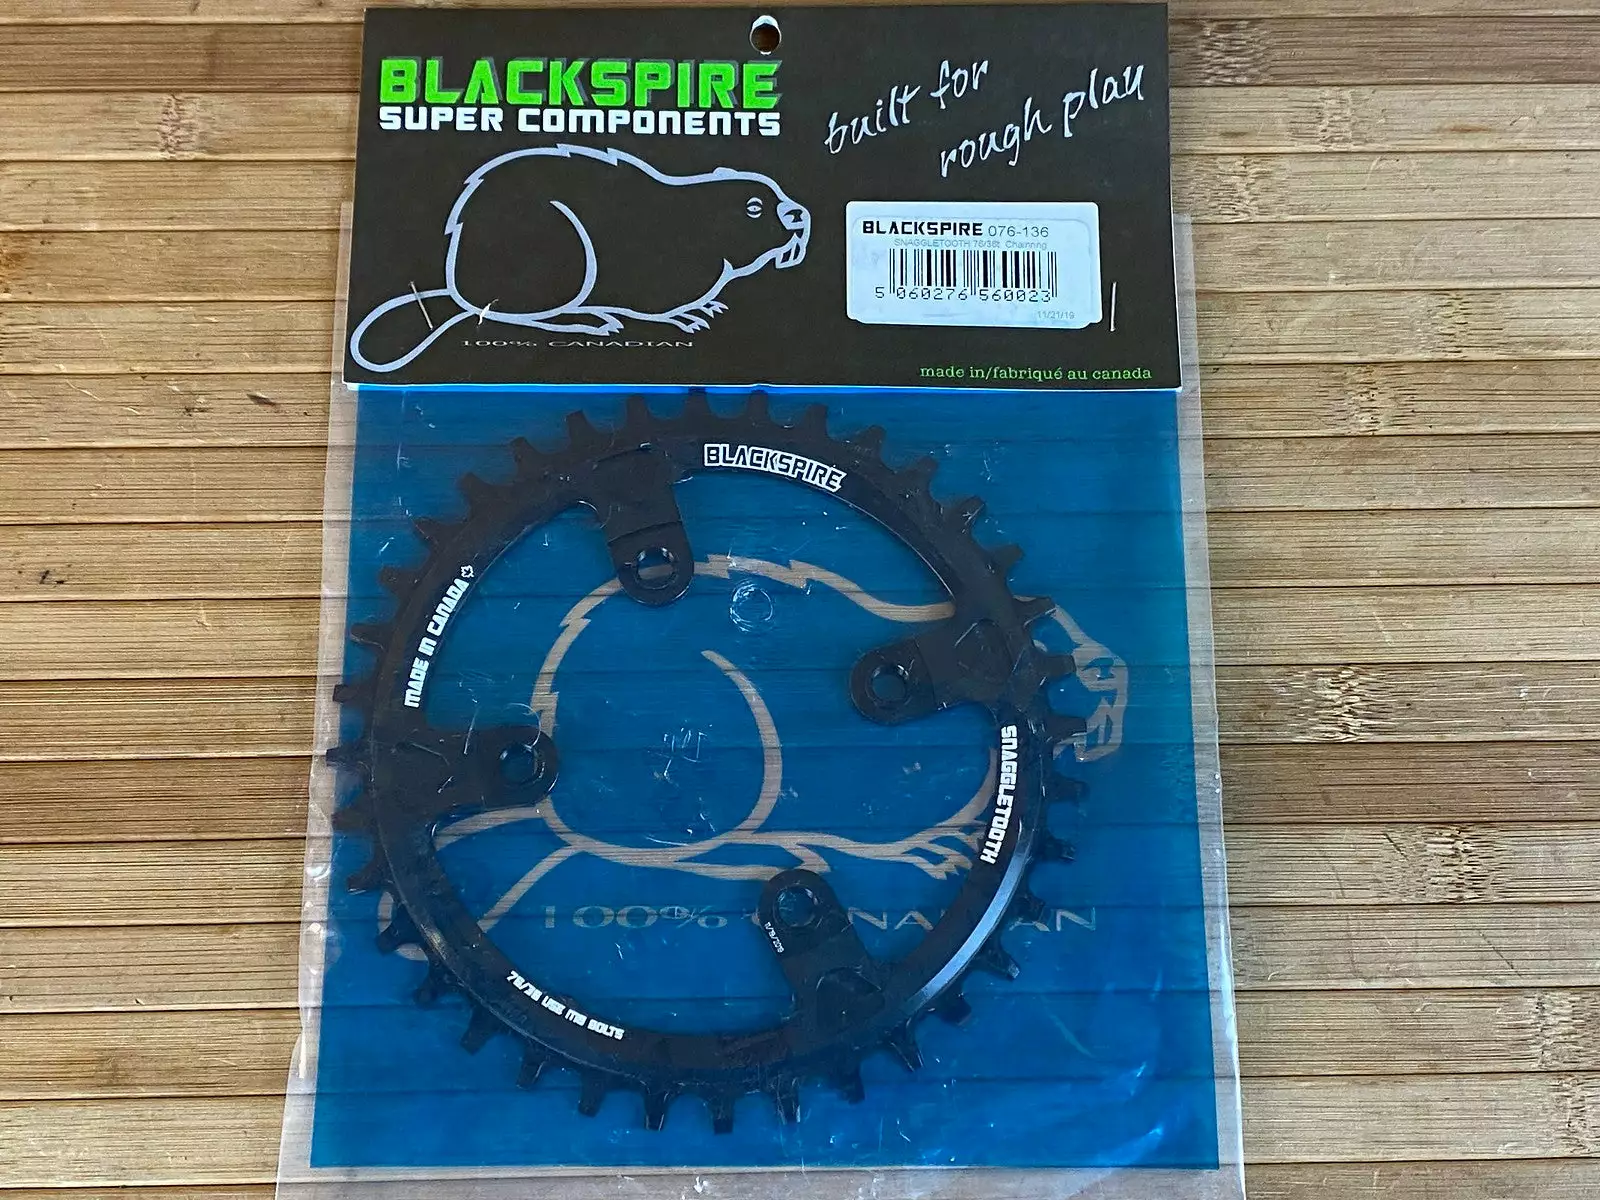 BLACKSPIRE
SUPER COMPONENTS
built for
rough play
BLACKSPIRE 076-136
SNAGGLETOOTH 76/36t Chainring
5 060276 560023
11/21/19
100% CANADIAN
made in/fabriqué au canada
BLACKSPIRE
MADE IN CANADA
SNAGGLETOOTH
76/36 USE M8 BOLTS
100% CANADIAN